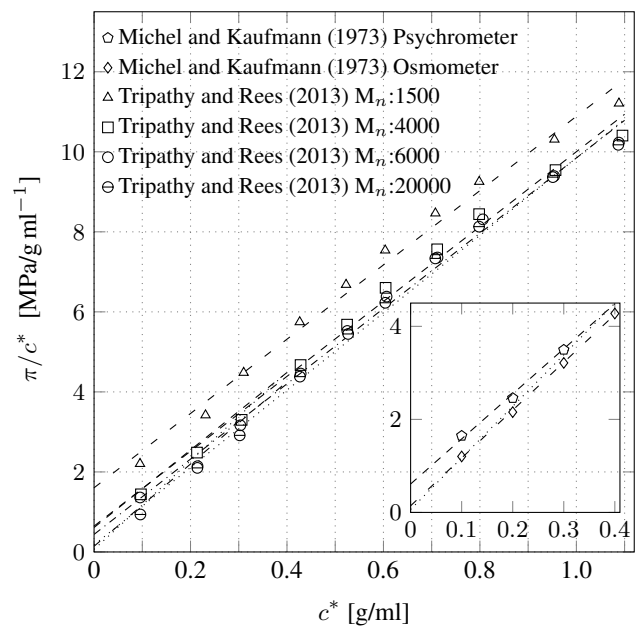 Michel and Kaufmann (1973) Psychrometer
Michel and Kaufmann (1973) Osmometer
Tripathy and Rees (2013) Mn:1500
Tripathy and Rees (2013) Mn:4000
Tripathy and Rees (2013) Mn:6000
Tripathy and Rees (2013) Mn:20000
12
10
8
6
4
2
0
π/c* [MPa/g ml⁻¹]
4
2
0
0 0.1 0.2 0.3 0.4
0 0.2 0.4 0.6 0.8 1.0
c* [g/ml]